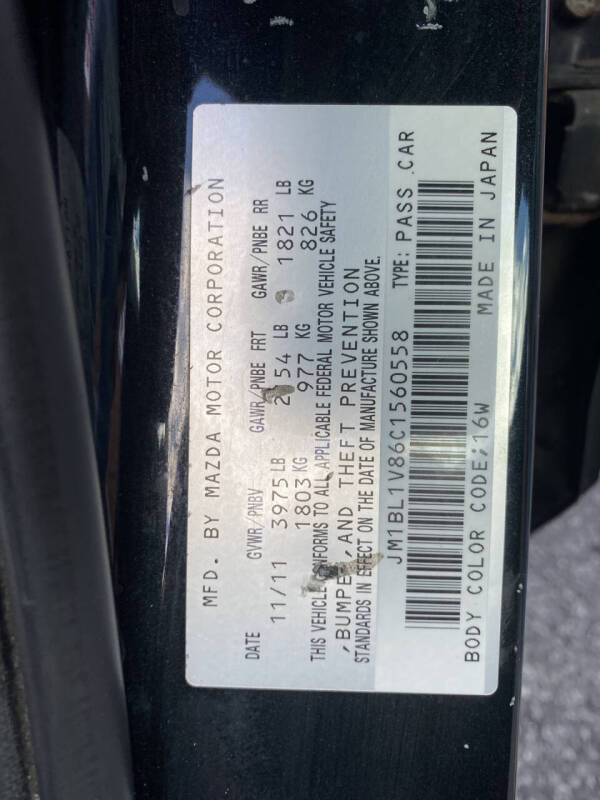 MFD. BY MAZDA MOTOR CORPORATION
DATE GVWR/PNBV GAWR/PNBE FRT GAWR/PNBE RR
11/11 3975 LB 54 LB 1821 LB
1803 KG 977 KG 826 KG
THIS VEHICLE CONFORMS TO ALL APPLICABLE FEDERAL MOTOR VEHICLE SAFETY
,BUMPER,AND THEFT PREVENTION
STANDARDS IN EFFECT ON THE DATE OF MANUFACTURE SHOWN ABOVE.
JM1BL1V86C1560558 TYPE: PASS CAR
BODY COLOR CODE;16W MADE IN JAPAN